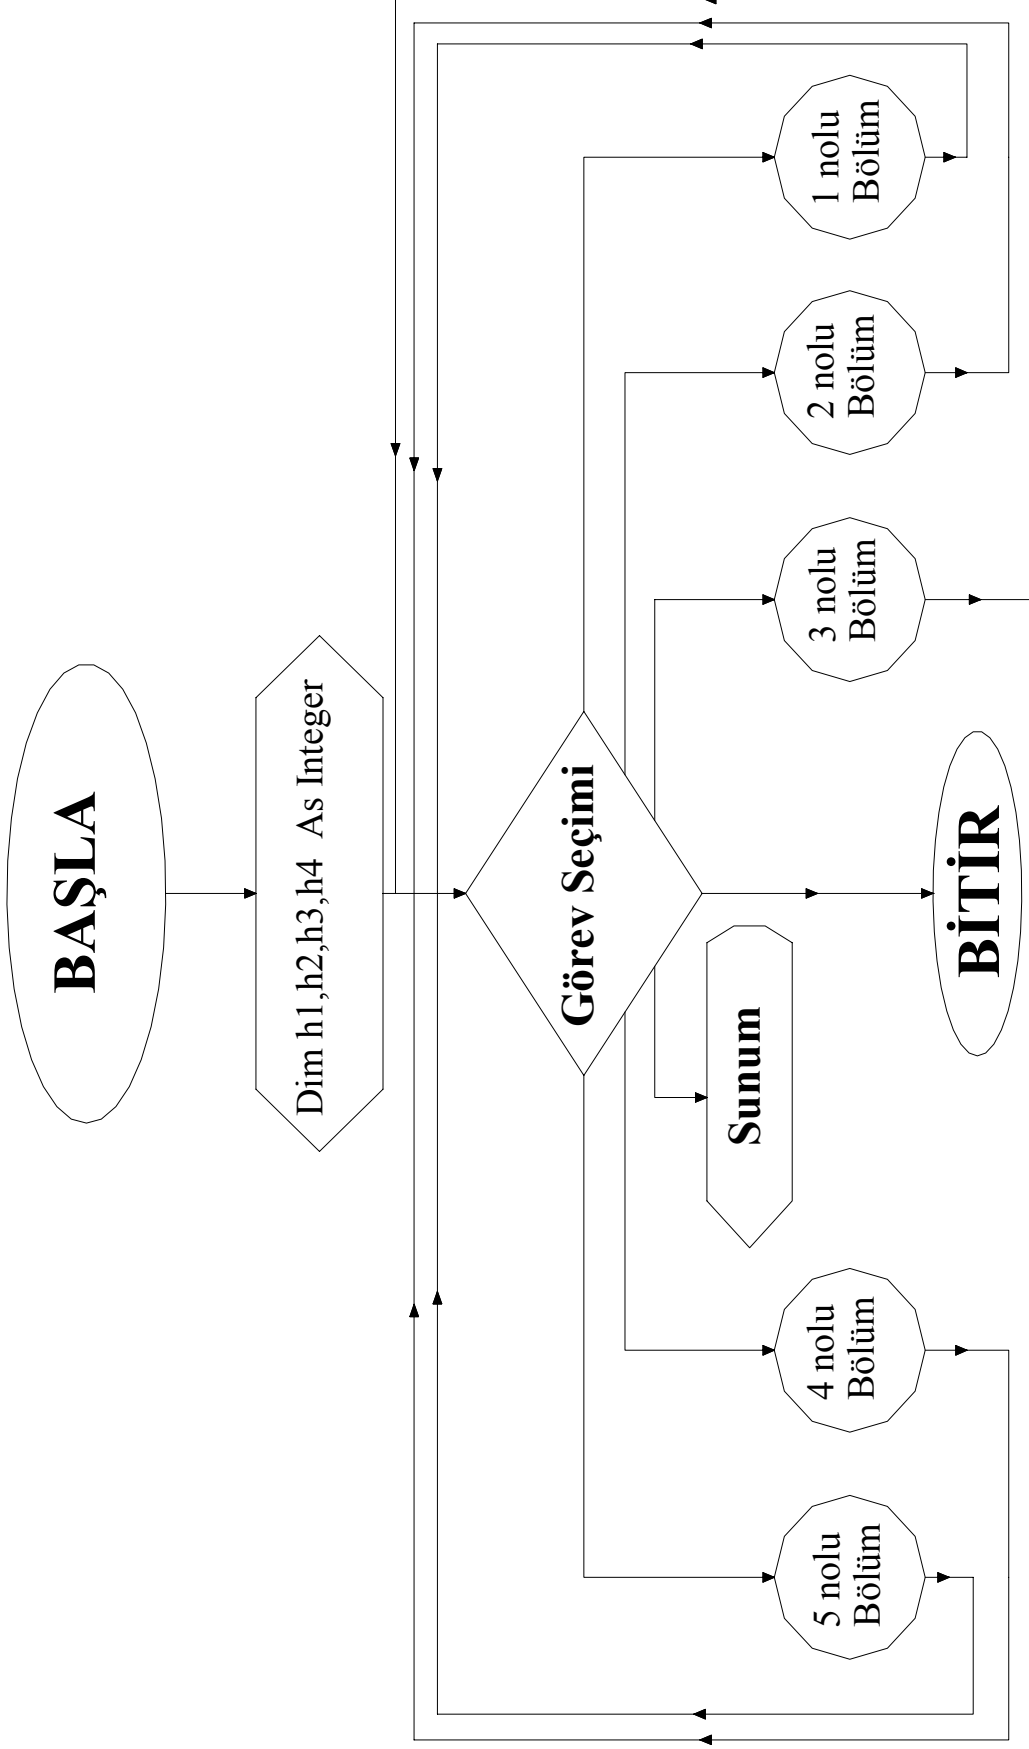 BAŞLA
Dim h1,h2,h3,h4 As Integer
Görev Seçimi
Sunum
5 nolu
Bölüm
4 nolu
Bölüm
3 nolu
Bölüm
2 nolu
Bölüm
1 nolu
Bölüm
BİTİR